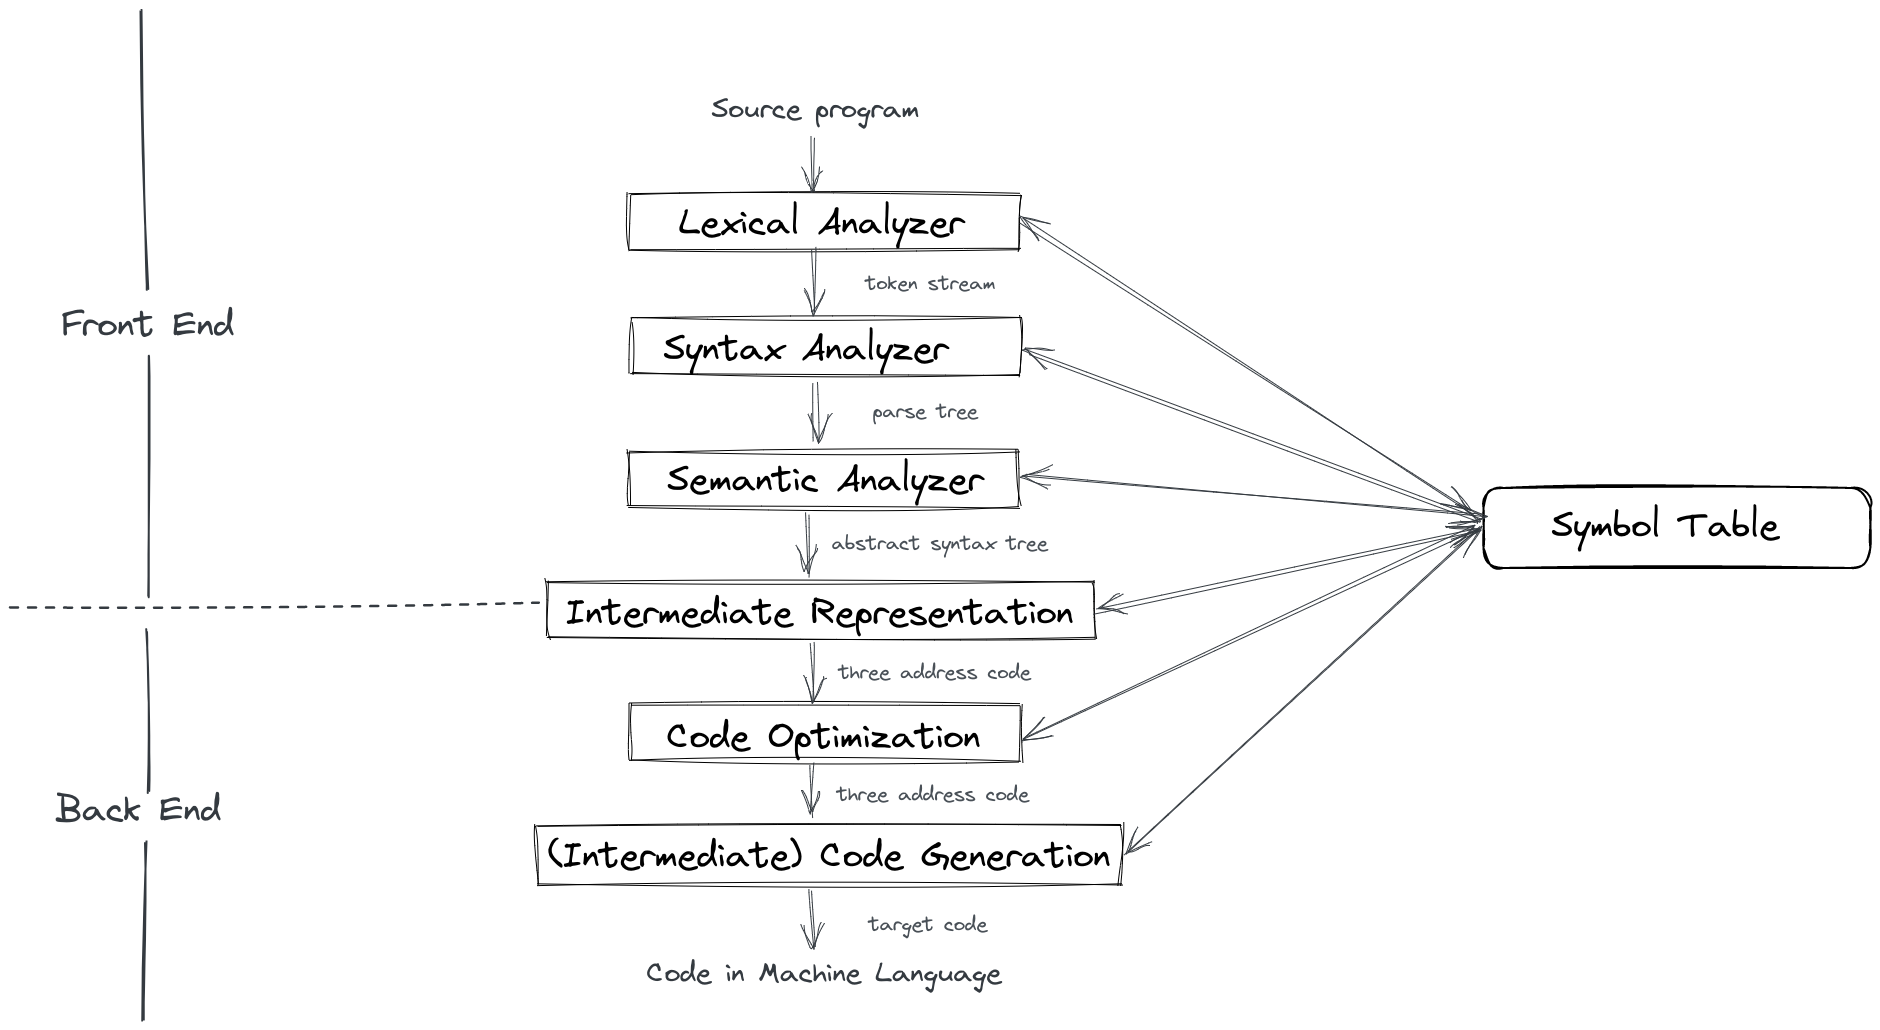 Source program
Lexical Analyzer
token stream
Front End
Syntax Analyzer
parse tree
Semantic Analyzer
Symbol Table
abstract syntax tree
Intermediate Representation
three address code
Code Optimization
three address code
Back End
(Intermediate) Code Generation
target code
Code in Machine Language